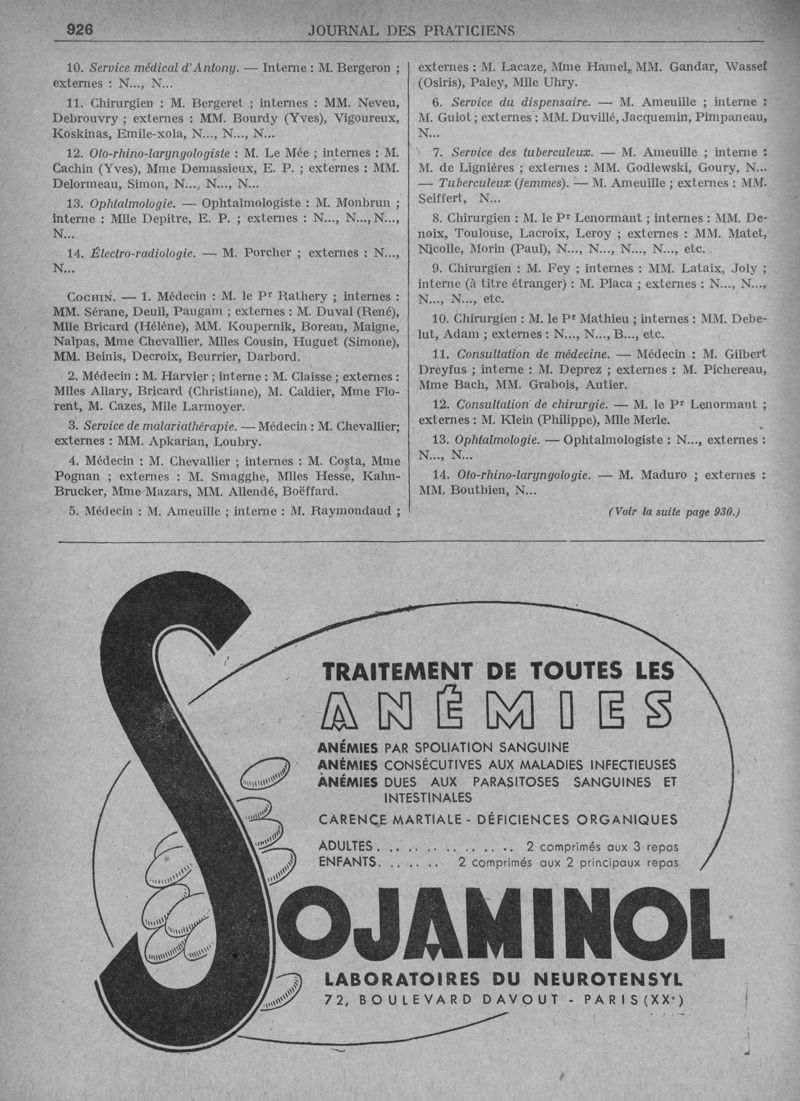 926
JOURNAL DES PRATICIENS
10. Service médical d'Antony. — Interne : M. Bergeron ;
externes : N..., N...
11. Chirurgien : M. Bergeret ; internes : MM. Neveu,
Debrouvry ; externes : MM. Bourdy (Yves), Vigoureux,
Koskinas, Emile-xola, N..., N..., N...
12. Oto-rhino-laryngologiste : M. Le Mée ; internes : M.
Cachin (Yves), Mme Demassieux, E. P. ; externes : MM.
Delormeau, Simon, N..., N..., N...
13. Ophtalmologie. — Ophtalmologiste : M. Monbrun ;
interne : Mlle Depitre, E. P. ; externes : N..., N..., N...,
N...
14. Électro-radiologie. — M. Porcher ; externes : N...,
N...
COCHIN. — 1. Médecin : M. le Pr Rathery ; internes :
MM. Sérane, Deuil, Paugam ; externes : M. Duval (René),
Mlle Bricard (Hélène), MM. Koupernik, Boreau, Maigne,
Nalpas, Mme Chevallier, Mlles Cousin, Huguet (Simone),
MM. Beinis, Decroix, Beurrier, Darbord.
2. Médecin : M. Harvier ; interne : M. Claisse ; externes :
Mlles Allary, Bricard (Christiane), M. Caldier, Mme Flo-
rent, M. Cazes, Mlle Larmoyer.
3. Service de malariathérapie. — Médecin : M. Chevallier;
externes : MM. Apkarian, Loubry.
4. Médecin : M. Chevallier ; internes : M. Costa, Mme
Pognan ; externes : M. Smagghe, Mlles Hesse, Kahn-
Brucker, Mme Mazars, MM. Allendé, Boëffard.
5. Médecin : M. Ameuille ; interne : M. Raymondaud ;
externes : M. Lacaze, Mme Hamel, MM. Gandar, Wassef
(Osiris), Paley, Mlle Uhry.
6. Service du dispensaire. — M. Ameuille ; interne :
M. Guiot ; externes : MM. Duvillé, Jacquemin, Pimpaneau,
N...
7. Service des tuberculeux. — M. Ameuille ; interne :
M. de Lignières ; externes : MM. Godlewski, Goury, N...
— Tuberculeux (femmes). — M. Ameuille ; externes : MM.
Seiffert, N...
8. Chirurgien : M. le Pr Lenormant ; internes : MM. De-
noix, Toulouse, Lacroix, Leroy ; externes : MM. Matet,
Nicolle, Morin (Paul), N..., N..., N..., N..., etc.
9. Chirurgien : M. Fey ; internes : MM. Lataix, Joly ;
interne (à titre étranger) : M. Placa ; externes : N..., N...,
N..., N..., etc.
10. Chirurgien : M. le Pr Mathieu ; internes : MM. Debe-
lut, Adam ; externes : N..., N..., B..., etc.
11. Consultation de médecine. — Médecin : M. Gilbert
Dreyfus ; interne : M. Deprez ; externes : M. Pichereau,
Mme Bach, MM. Grabois, Autier.
12. Consultation de chirurgie. — M. le Pr Lenormant ;
externes : M. Klein (Philippe), Mlle Merle.
13. Ophtalmologie. — Ophtalmologiste : N..., externes :
N..., N...
14. Oto-rhino-laryngologie. — M. Maduro ; externes :
MM. Boutbien, N...
(Voir la suite page 930.)
TRAITEMENT DE TOUTES LES
ANÉMIES
ANÉMIES PAR SPOLIATION SANGUINE
ANÉMIES CONSÉCUTIVES AUX MALADIES INFECTIEUSES
ANÉMIES DUES AUX PARASITOSES SANGUINES ET
INTESTINALES
CARENCE MARTIALE - DÉFICIENCES ORGANIQUES
ADULTES. .. .. .. .. .. .. .. 2 comprimés aux 3 repas
ENFANTS. .. .. .. 2 comprimés aux 2 principaux repas
SOJAMINOL
LABORATOIRES DU NEUROTENSYL
72, BOULEVARD DAVOUT - PARIS (XXe)